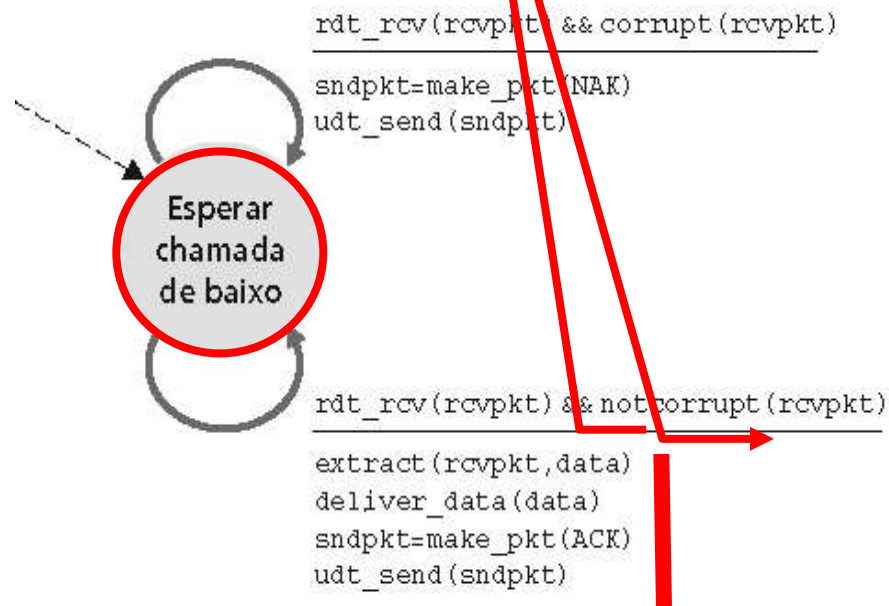 rdt_rcv(rcvpkt) && corrupt(rcvpkt)
sndpkt=make_pkt(NAK)
udt_send(sndpkt)
Esperar
chamada
de baixo
rdt_rcv(rcvpkt) && notcorrupt(rcvpkt)
extract(rcvpkt,data)
deliver_data(data)
sndpkt=make_pkt(ACK)
udt_send(sndpkt)